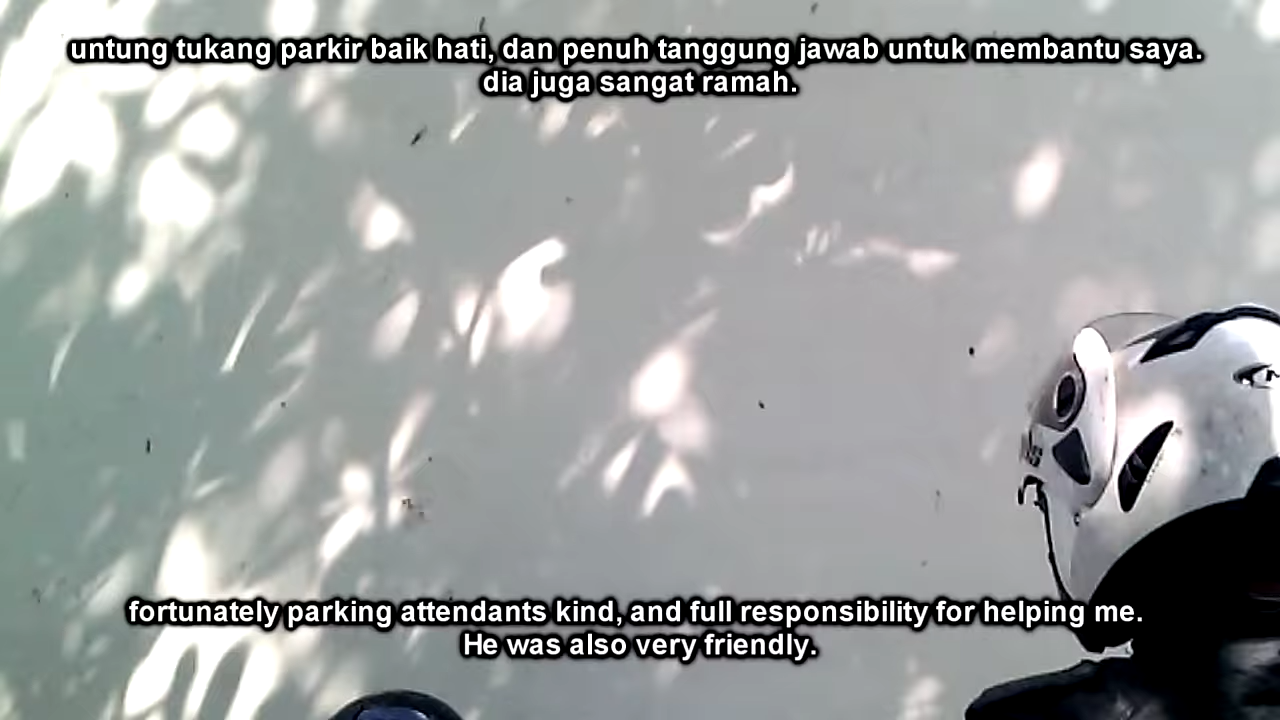 untung tukang parkir baik hati, dan penuh tanggung jawab untuk membantu saya.
dia juga sangat ramah.
fortunately parking attendants kind, and full responsibility for helping me.
He was also very friendly.